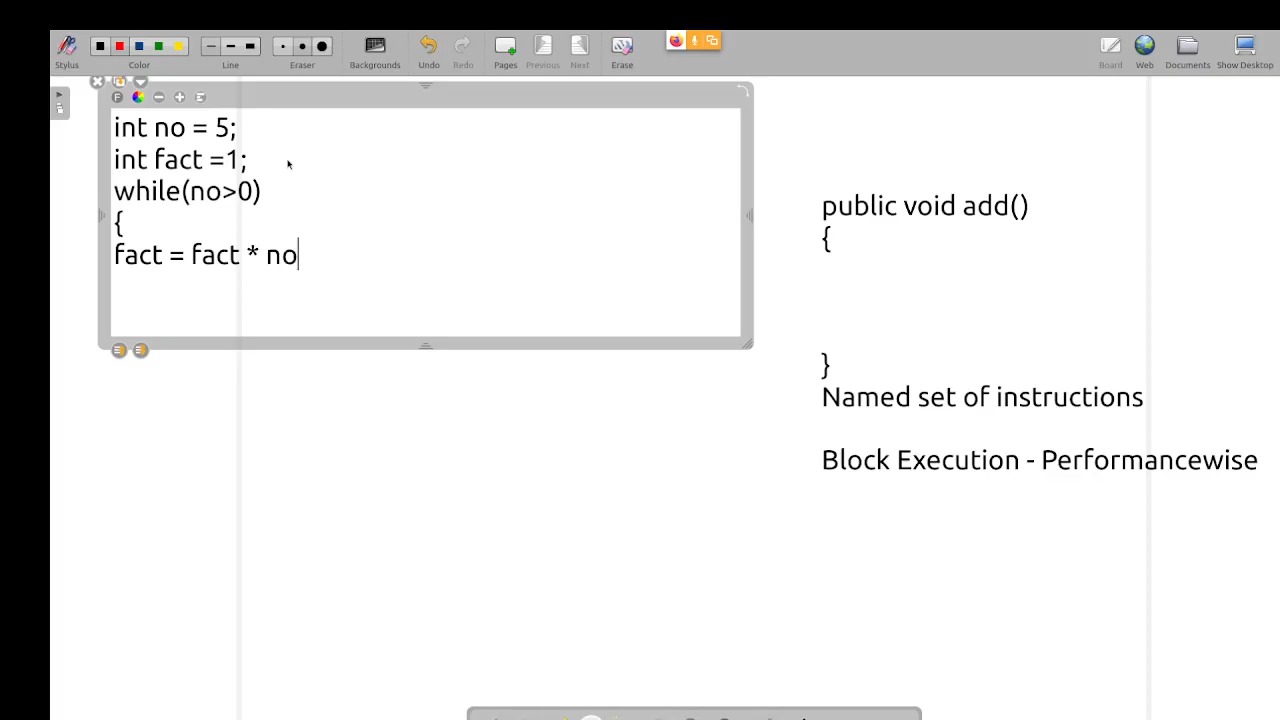 Stylus
Color
Line
Eraser
Backgrounds
Undo
Redo
Pages
Previous
Next
Erase
Board
Web
Documents
Show Desktop
int no = 5;
int fact =1;
while(no>0)
{
fact = fact * no
public void add()
{
}
Named set of instructions
Block Execution - Performancewise